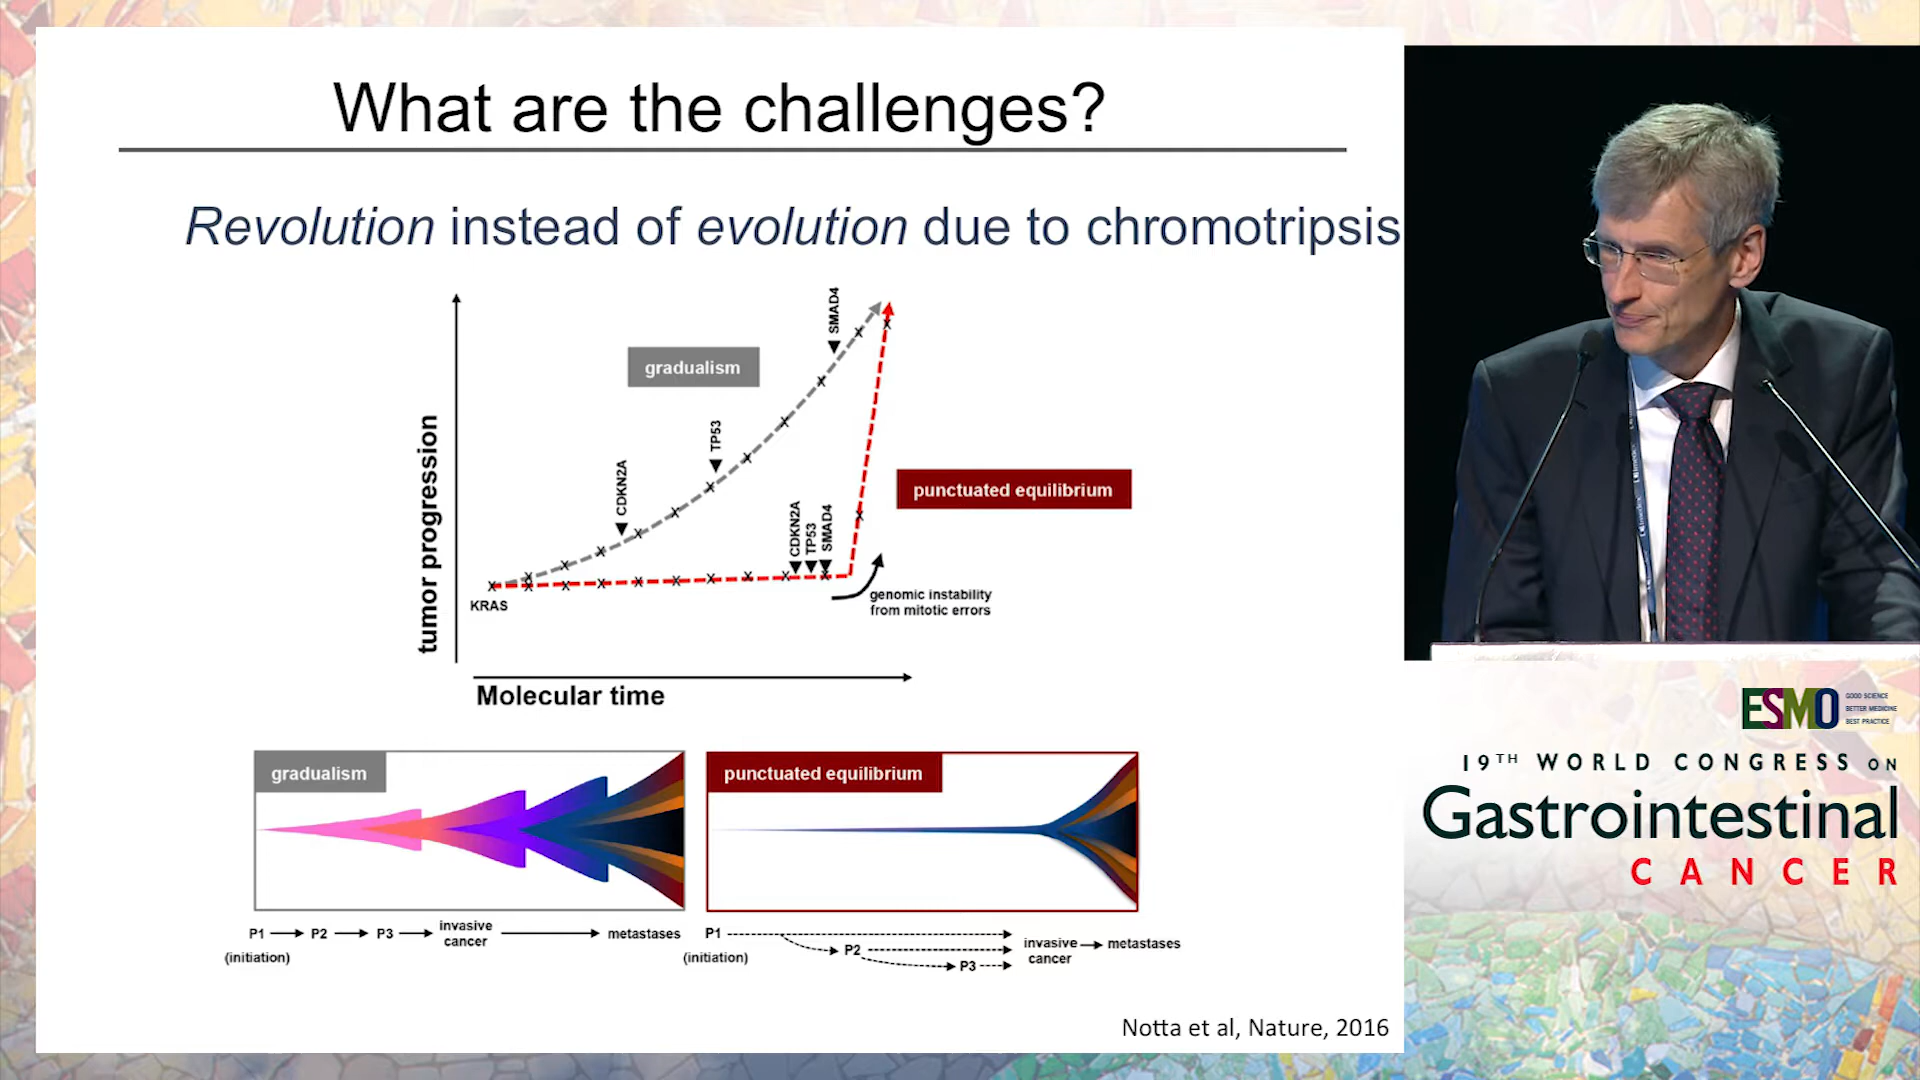 What are the challenges?
Revolution instead of evolution due to chromotripsis
SMAD4
gradualism
TP53
CDKN2A
punctuated equilibrium
CDKN2A
TP53
SMAD4
tumor progression
KRAS
genomic instability
from mitotic errors
Molecular time
gradualism
punctuated equilibrium
P1 P2 P3 invasive cancer metastases
(initiation)
P1
P2
P3
invasive cancer metastases
(initiation)
Notta et al, Nature, 2016
ESMO
GOOD SCIENCE
BETTER MEDICINE
BEST PRACTICE
19TH WORLD CONGRESS ON
Gastrointestinal
CANCER